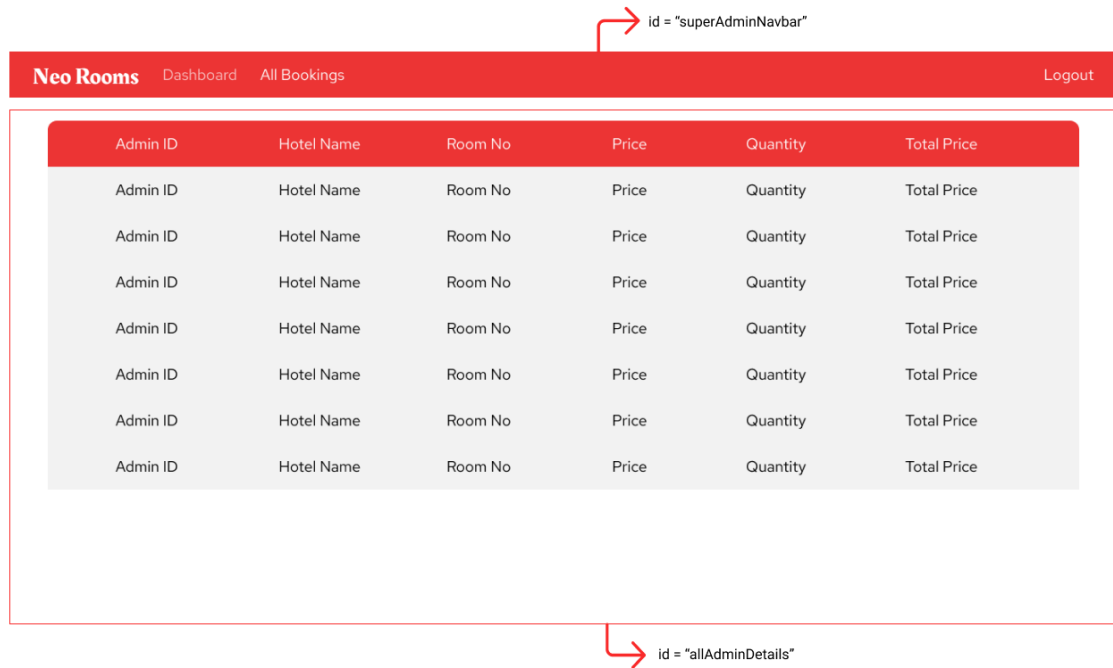 id = “superAdminNavbar”
Neo Rooms Dashboard All Bookings Logout
Admin ID Hotel Name Room No Price Quantity Total Price
Admin ID Hotel Name Room No Price Quantity Total Price
Admin ID Hotel Name Room No Price Quantity Total Price
Admin ID Hotel Name Room No Price Quantity Total Price
Admin ID Hotel Name Room No Price Quantity Total Price
Admin ID Hotel Name Room No Price Quantity Total Price
Admin ID Hotel Name Room No Price Quantity Total Price
Admin ID Hotel Name Room No Price Quantity Total Price
id = “allAdminDetails”